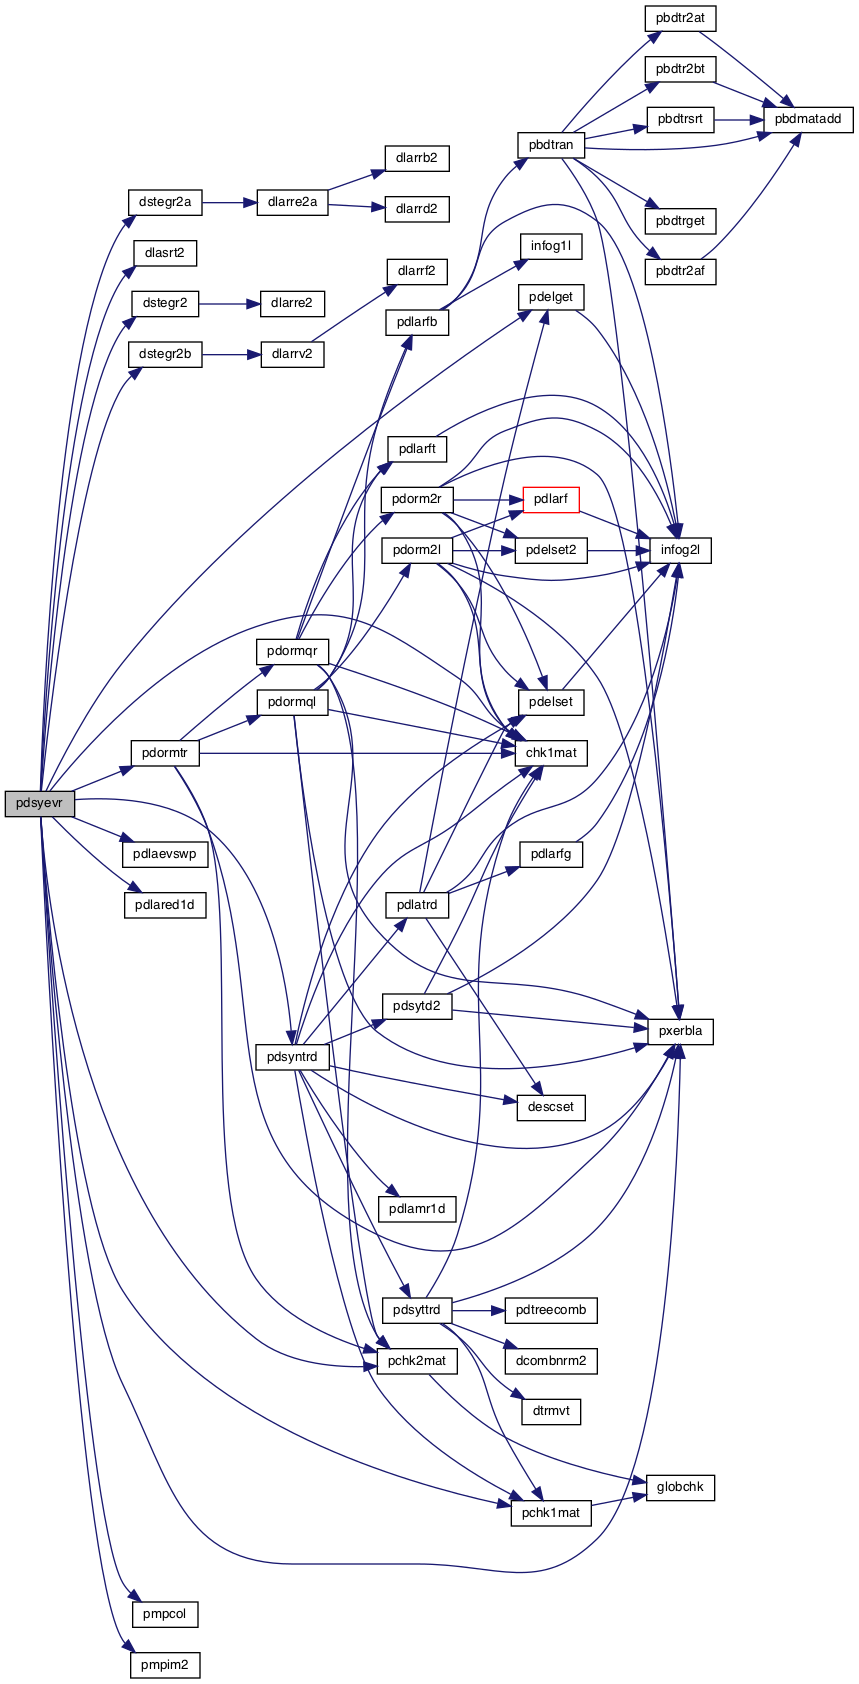 pbdtr2at
pbdtr2bt
pbdtrsrt
pbdmatadd
pbdtran
dlarrb2
dstegr2a
dlarre2a
dlarrd2
pbdtrget
infog1l
dlasrt2
pbdtr2af
dlarrf2
pdelget
dstegr2
dlarre2
pdlarfb
dstegr2b
dlarrv2
pdlarft
pdorm2r
pdlarf
pdorm2l
pdelset2
infog2l
pdormqr
pdormql
pdelset
pdormtr
chk1mat
pdsyevr
pdlaevswp
pdlarfg
pdlared1d
pdlatrd
pdsytd2
pxerbla
pdsyntrd
descset
pdlamr1d
pdsyttrd
pdtreecomb
pchk2mat
dcombnrm2
dtrmvt
globchk
pchk1mat
pmpcol
pmpim2